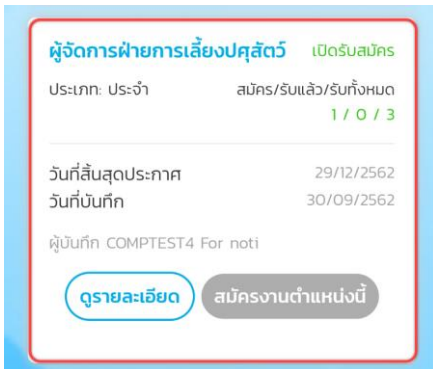 ผู้จัดการฝ่ายการเลี้ยงปศุสัตว์ เปิดรับสมัคร
ประเภท: ประจำ สมัคร/รับแล้ว/รับทั้งหมด
1 / 0 / 3
วันที่สิ้นสุดประกาศ 29/12/2562
วันที่บันทึก 30/09/2562
ผู้บันทึก COMPTEST4 For noti
ดูรายละเอียด สมัครงานตำแหน่งนี้